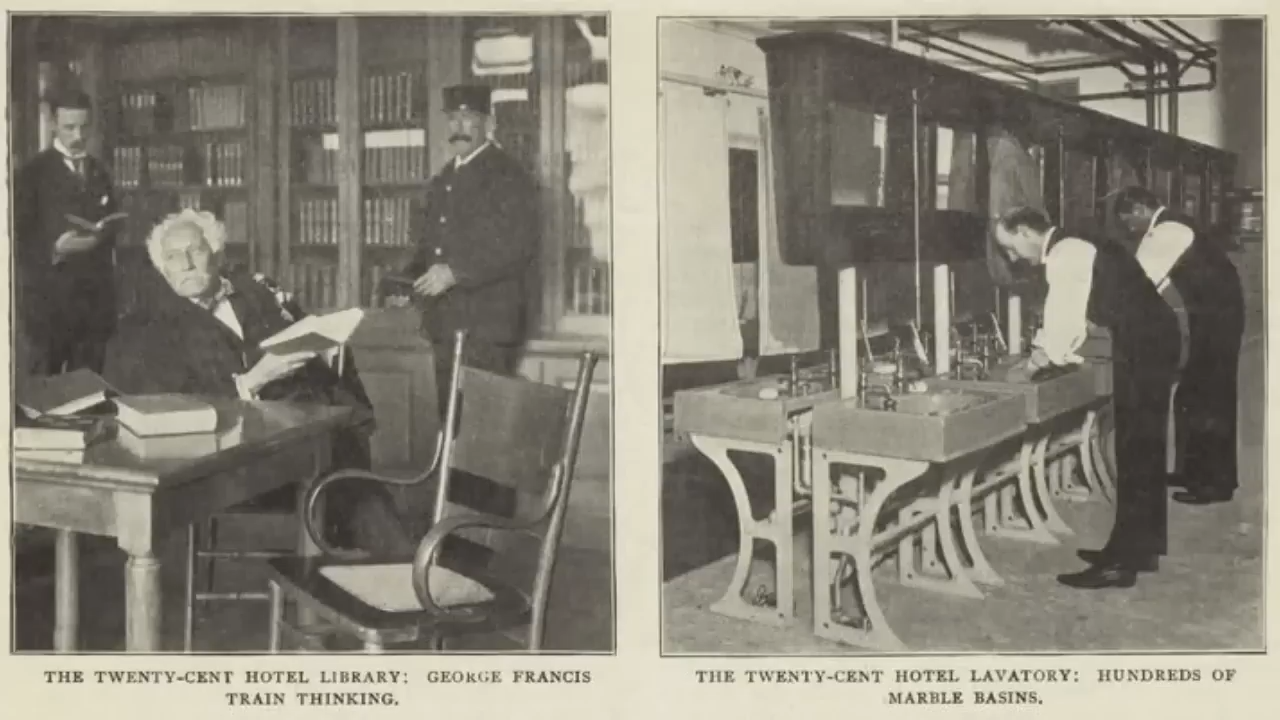 THE TWENTY-CENT HOTEL LIBRARY: GEORGE FRANCIS
TRAIN THINKING.
THE TWENTY-CENT HOTEL LAVATORY: HUNDREDS OF
MARBLE BASINS.